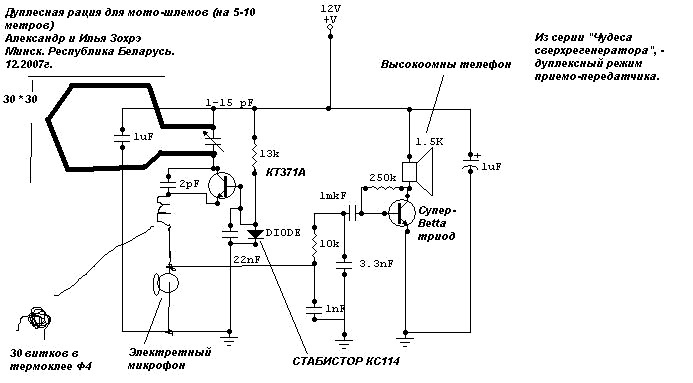 Дуплесная рация для мото-шлемов (на 5-10
метров)
Александр и Илья Зохрэ
Минск. Республика Беларусь.
12.2007г.
12V
+V
Из серии "Чудеса
сверхрегенератора", -
дуплексный режим
приемо-передатчика.
Высокоомны телефон
30*30
1-15 pF
1uF
13k
КТ371А
1.5K
1uF
2pF
250k
1mkF
Супер-
Betta
триод
DIODE
10k
22nF
3.3nF
1nF
30 витков в
термоклее Ф4
Электретный
микрофон
СТАБИСТОР КС114